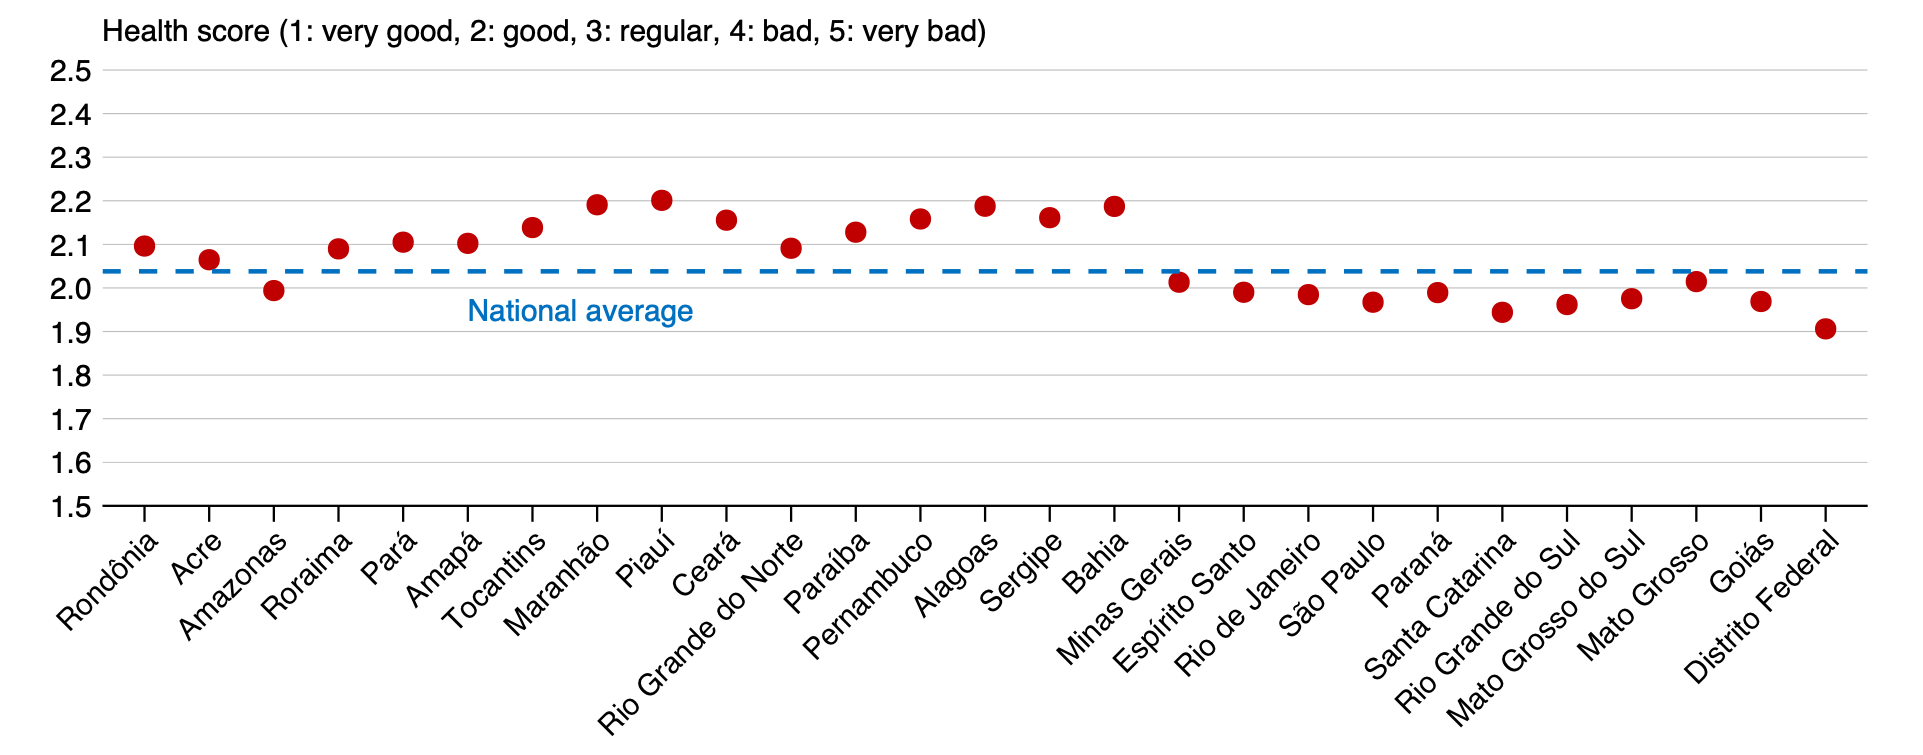 Health score (1: very good, 2: good, 3: regular, 4: bad, 5: very bad)
2.5
2.4
2.3
2.2
2.1
2.0
1.9
1.8
1.7
1.6
1.5
National average
Rondônia
Acre
Amazonas
Roraima
Pará
Amapá
Tocantins
Maranhão
Piauí
Ceará
Rio Grande do Norte
Paraíba
Pernambuco
Alagoas
Sergipe
Bahia
Minas Gerais
Espírito Santo
Rio de Janeiro
São Paulo
Paraná
Santa Catarina
Rio Grande do Sul
Mato Grosso do Sul
Mato Grosso
Goiás
Distrito Federal